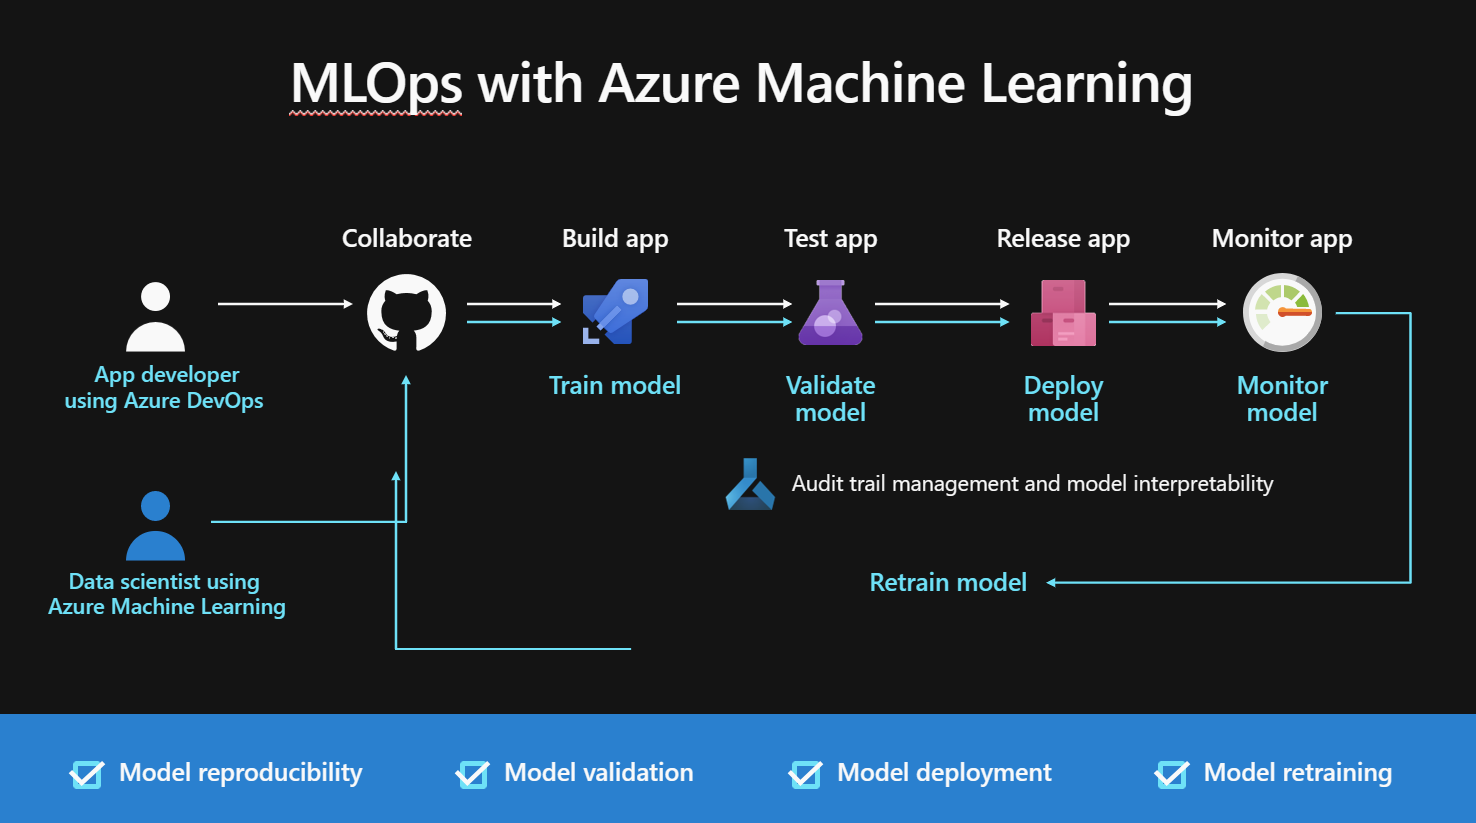 MLOps with Azure Machine Learning
Collaborate
Build app
Test app
Release app
Monitor app
App developer
using Azure DevOps
Train model
Validate
model
Deploy
model
Monitor
model
Audit trail management and model interpretability
Data scientist using
Azure Machine Learning
Retrain model
Model reproducibility
Model validation
Model deployment
Model retraining